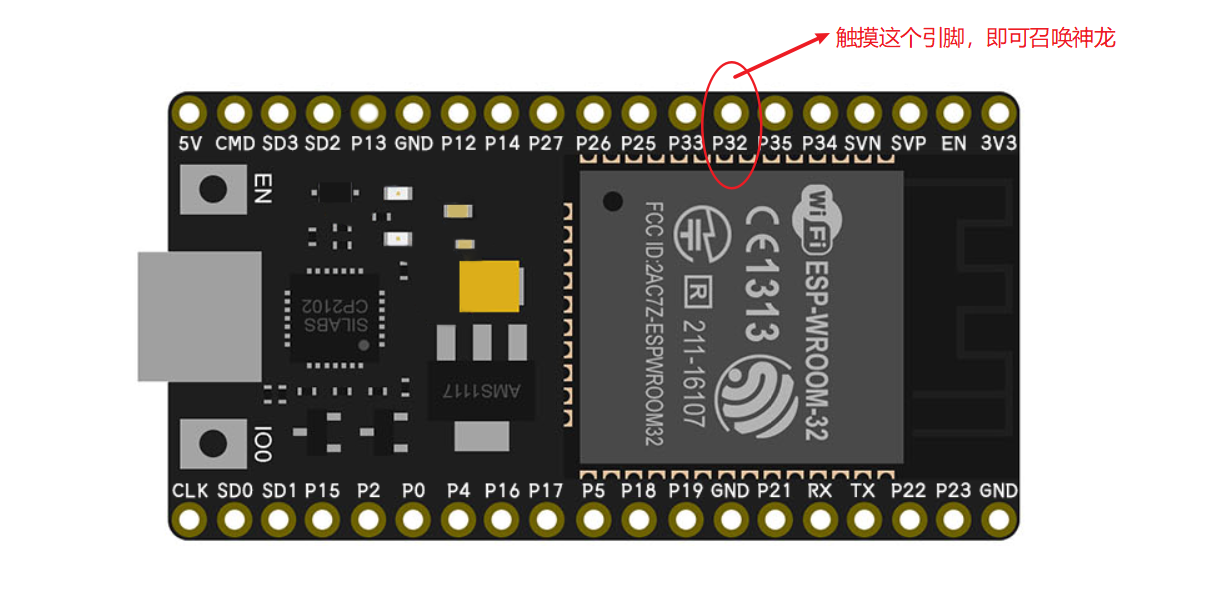 触摸这个引脚，即可召唤神龙
5V CMD SD3 SD2 P13 GND P12 P14 P27 P26 P25 P33 P32 P35 P34 SVN SVP EN 3V3
EN
SILABS
CP2102
AMS1117
IO0
FCC ID:2AC7Z-ESPWROOM32
R 211-16107
CE1313
WiFi
ESP-WROOM-32
CLK SD0 SD1 P15 P2 P0 P4 P16 P17 P5 P18 P19 GND P21 RX TX P22 P23 GND